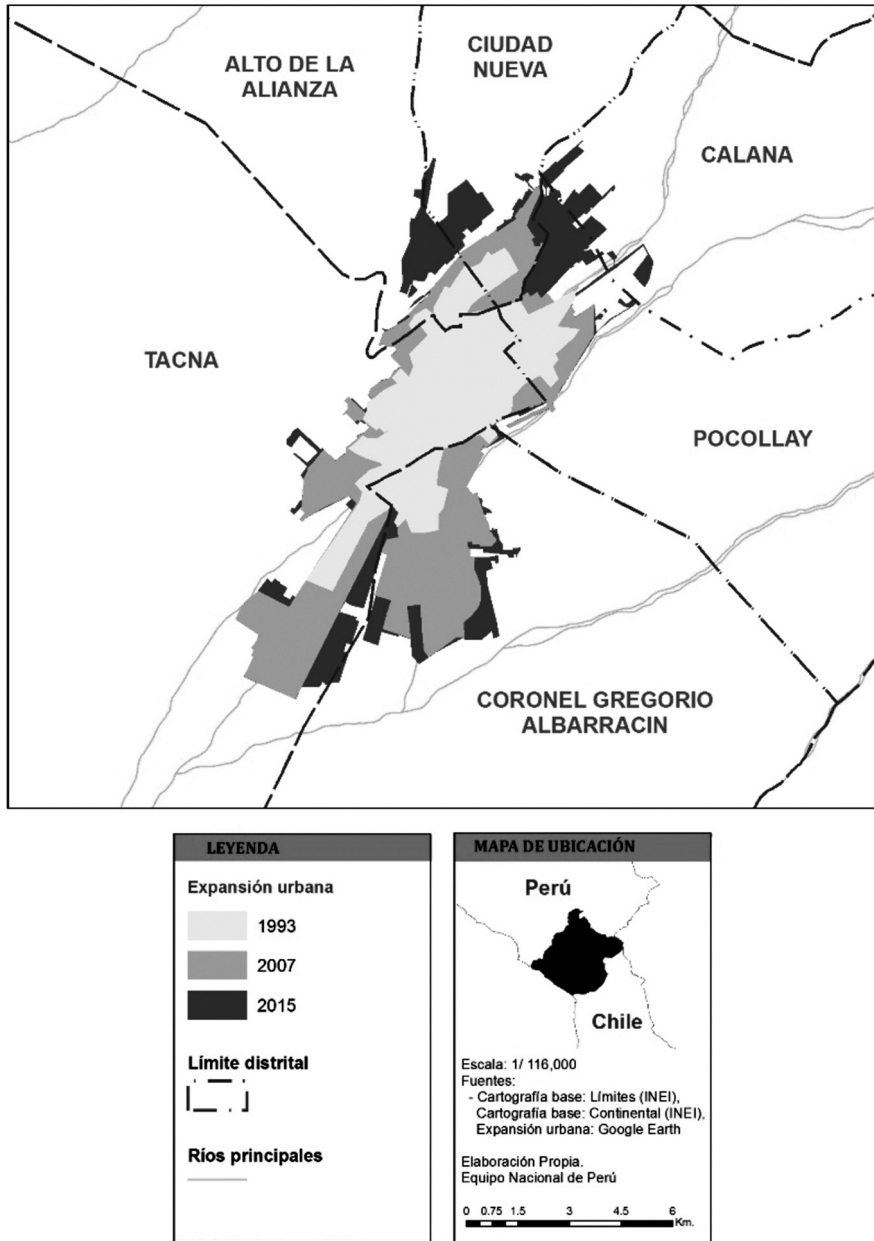 ALTO DE LA
ALIANZA
CIUDAD
NUEVA
CALANA
TACNA
POCOLLAY
CORONEL GREGORIO
ALBARRACIN
LEYENDA
Expansión urbana
1993
2007
2015
Límite distrital
Ríos principales
MAPA DE UBICACIÓN
Perú
Chile
Escala: 1/ 116,000
Fuentes:
- Cartografía base: Límites (INEI),
Cartografía base: Continental (INEI),
Expansión urbana: Google Earth
Elaboración Propia.
Equipo Nacional de Perú
0 0.75 1.5 3 4.5 6
Km.